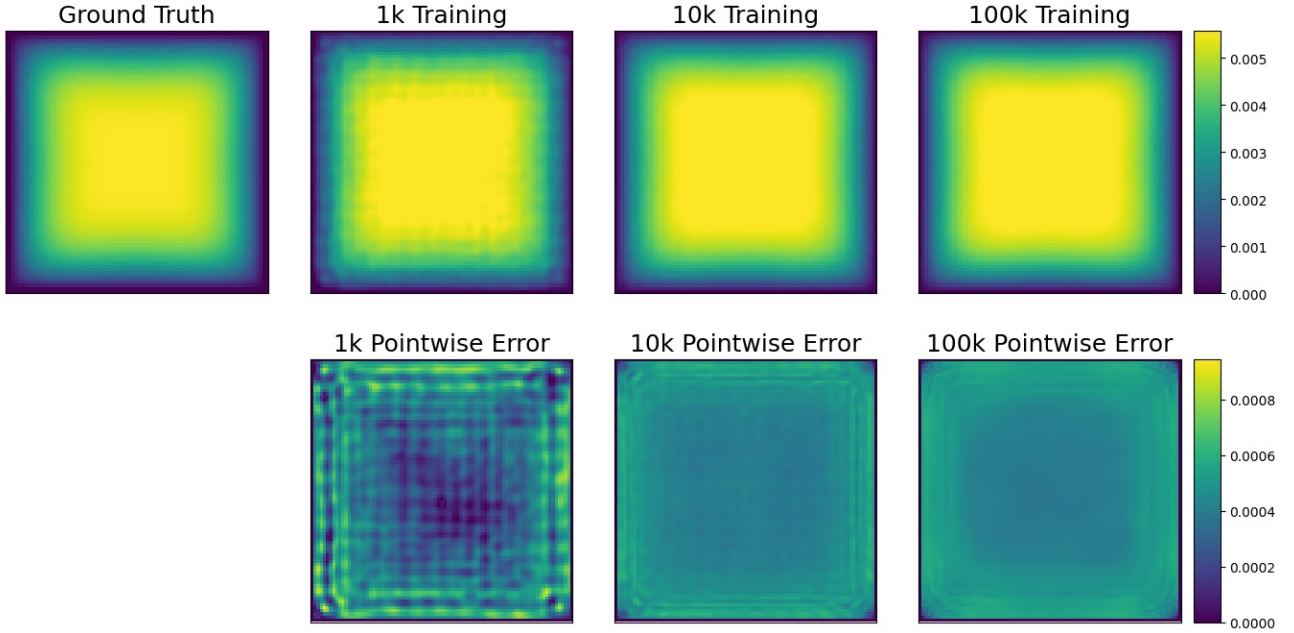 Ground Truth
1k Training
10k Training
100k Training
0.005
0.004
0.003
0.002
0.001
0.000
1k Pointwise Error
10k Pointwise Error
100k Pointwise Error
0.0008
0.0006
0.0004
0.0002
0.0000